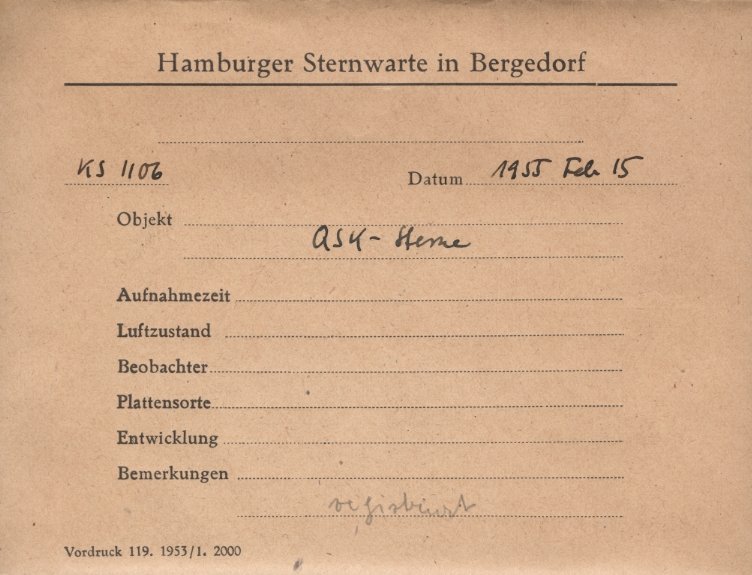 Hamburger Sternwarte in Bergedorf
KS 1106 Datum 1955 Feb 15
Objekt
ASK - Sterne
Aufnahmezeit
Luftzustand
Beobachter
Plattensorte
Entwicklung
Bemerkungen
registriert
Vordruck 119. 1953/1. 2000